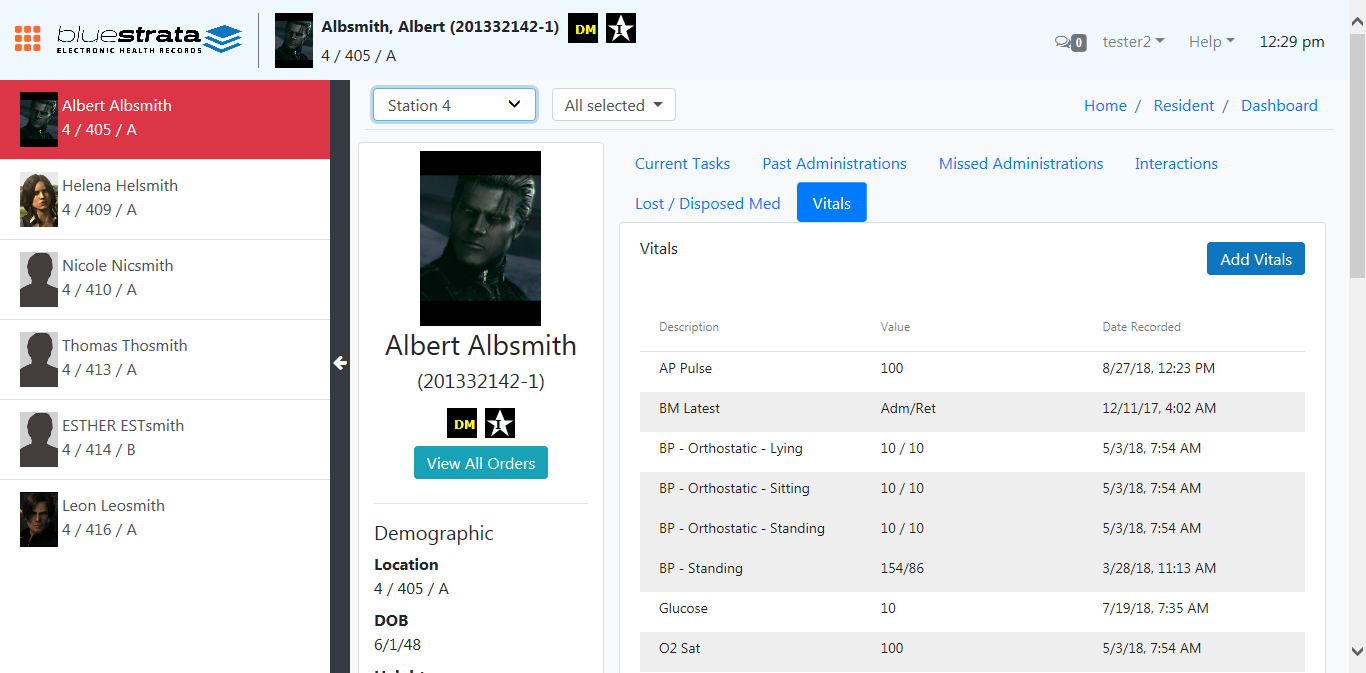 bluestrata
ELECTRONIC HEALTH RECORDS
Albsmith, Albert (201332142-1) DM L
4 / 405 / A
0 tester2 Help 12:29 pm
Albert Albsmith
4 / 405 / A
Helena Helsmith
4 / 409 / A
Nicole Nicsmith
4 / 410 / A
Thomas Thosmith
4 / 413 / A
ESTHER ESTsmith
4 / 414 / B
Leon Leosmith
4 / 416 / A
Station 4 All selected
Home / Resident / Dashboard
Albert Albsmith
(201332142-1)
DM L
View All Orders
Demographic
Location
4 / 405 / A
DOB
6/1/48
Current Tasks Past Administrations Missed Administrations Interactions
Lost / Disposed Med Vitals
Vitals
Add Vitals
Description Value Date Recorded
AP Pulse 100 8/27/18, 12:23 PM
BM Latest Adm/Ret 12/11/17, 4:02 AM
BP - Orthostatic - Lying 10 / 10 5/3/18, 7:54 AM
BP - Orthostatic - Sitting 10 / 10 5/3/18, 7:54 AM
BP - Orthostatic - Standing 10 / 10 5/3/18, 7:54 AM
BP - Standing 154/86 3/28/18, 11:13 AM
Glucose 10 7/19/18, 7:35 AM
O2 Sat 100 5/3/18, 7:54 AM